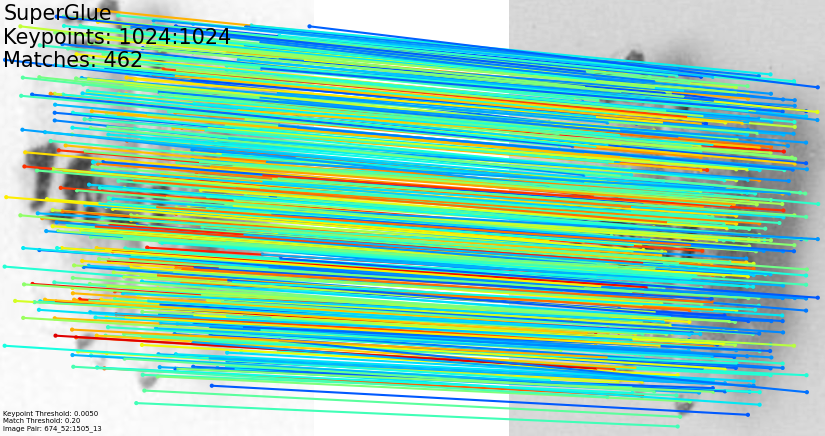 SuperGlue
Keypoints: 1024:1024
Matches: 462
Keypoint Threshold: 0.0050
Match Threshold: 0.20
Image Pair: 674_52:1505_13